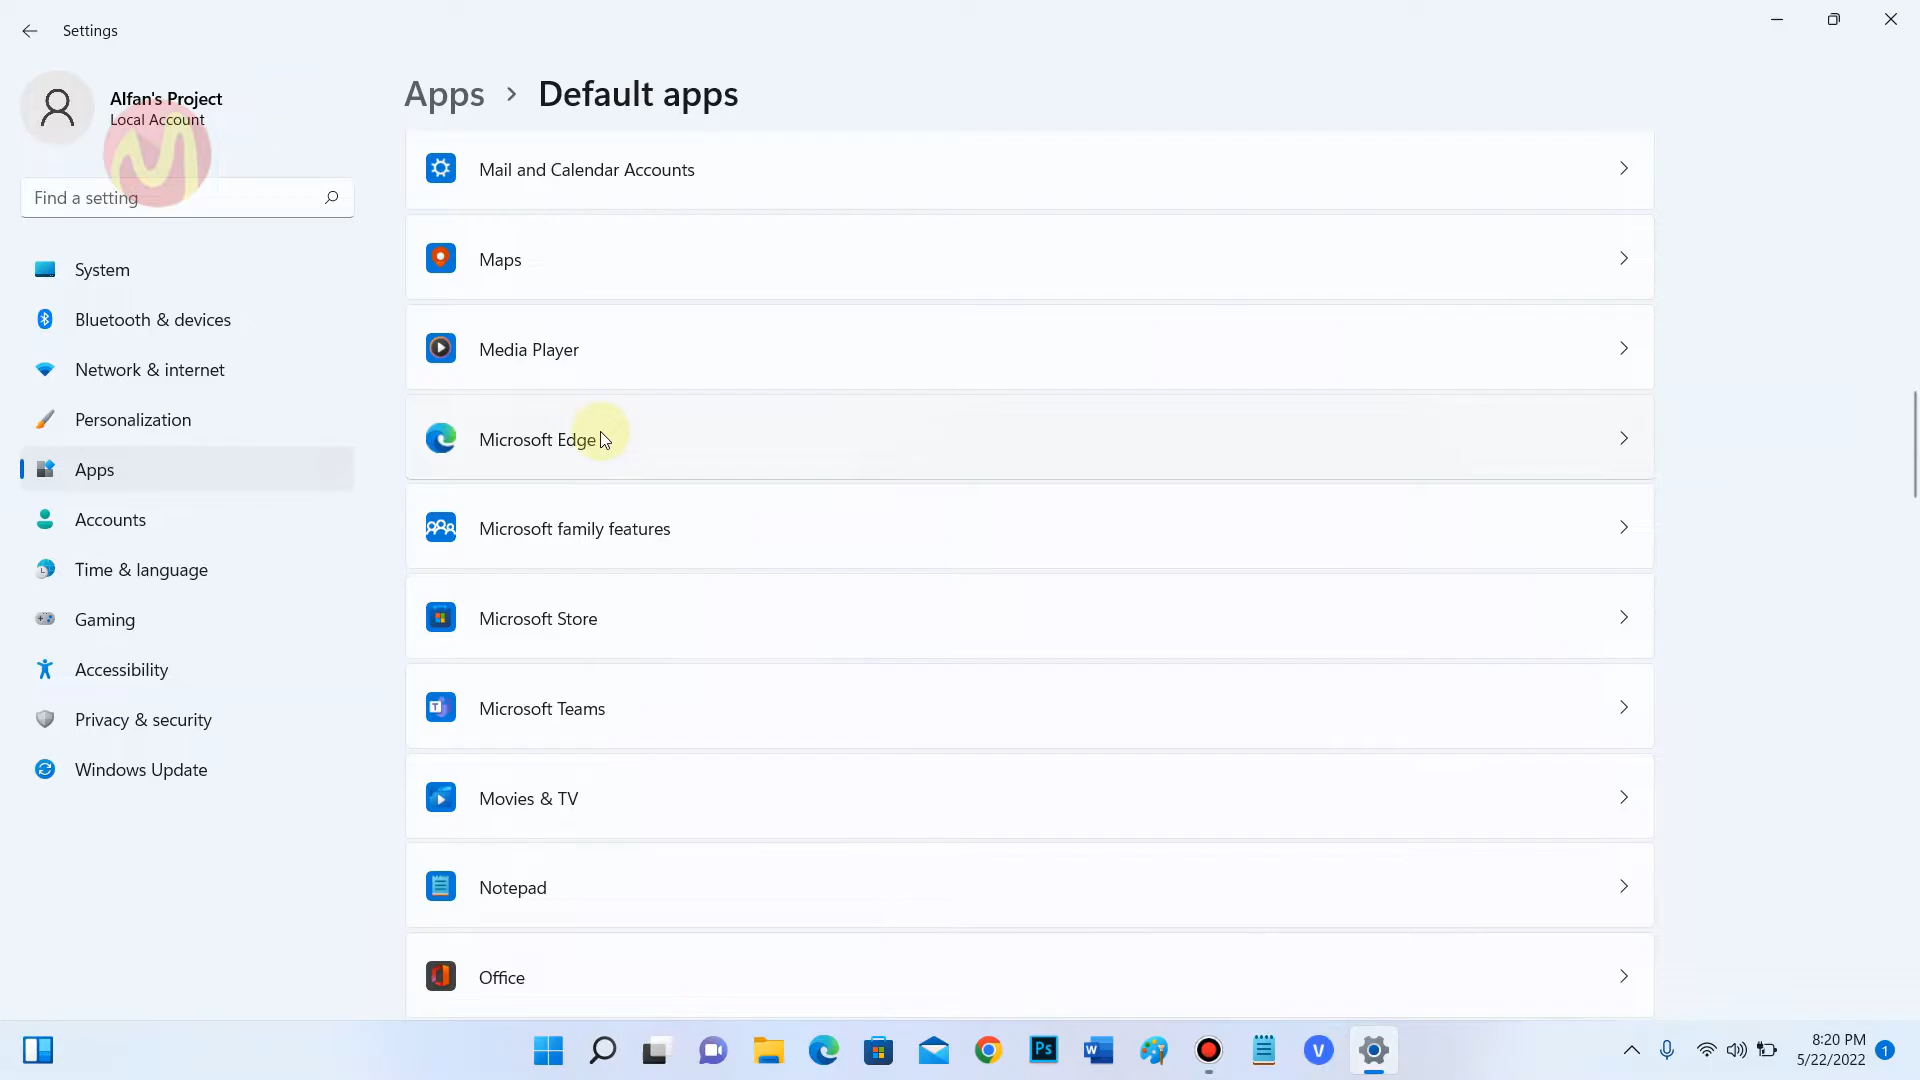 Settings
Alfan's Project
Local Account
Find a setting
System
Bluetooth & devices
Network & internet
Personalization
Apps
Accounts
Time & language
Gaming
Accessibility
Privacy & security
Windows Update
Apps > Default apps
Mail and Calendar Accounts
Maps
Media Player
Microsoft Edge
Microsoft family features
Microsoft Store
Microsoft Teams
Movies & TV
Notepad
Office
Ps
W
V
8:20 PM
5/22/2022
1